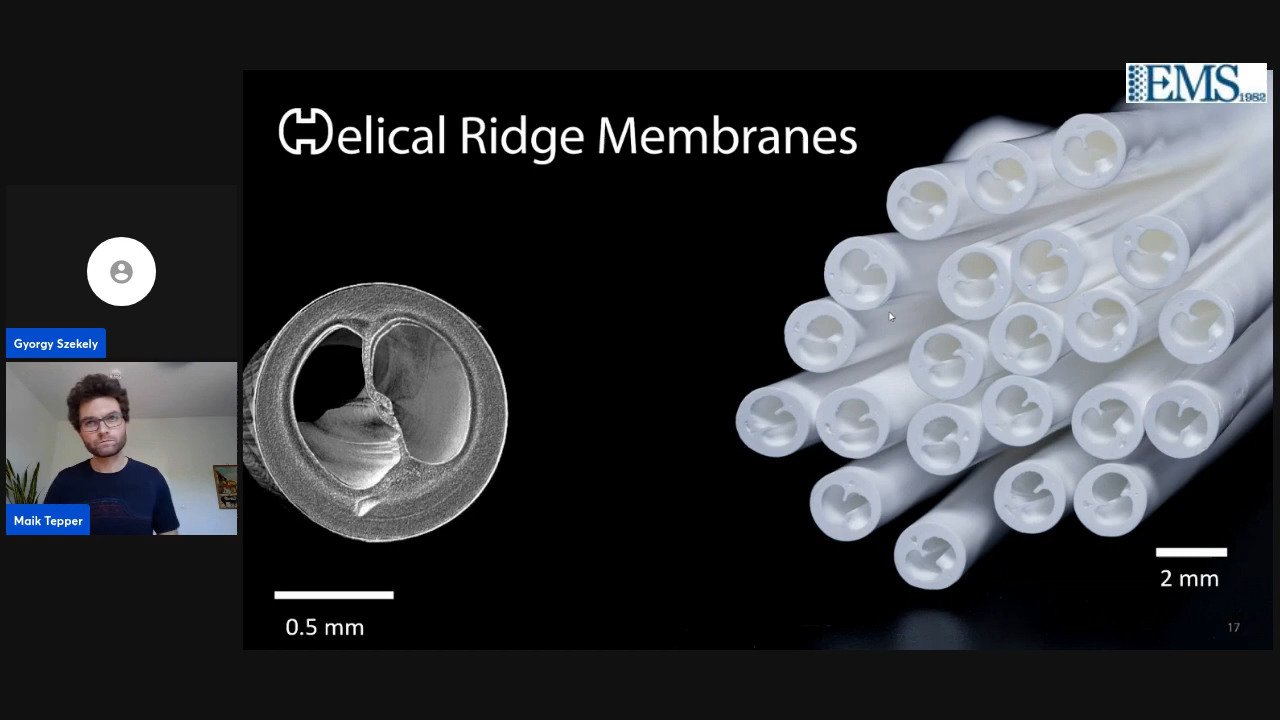 EMS 1982
Helical Ridge Membranes
Gyorgy Szekely
Maik Tepper
0.5 mm
2 mm
17